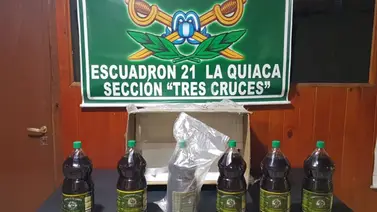 ESCUADRON 21 LA QUIACA
SECCIÓN "TRES CRUCES"